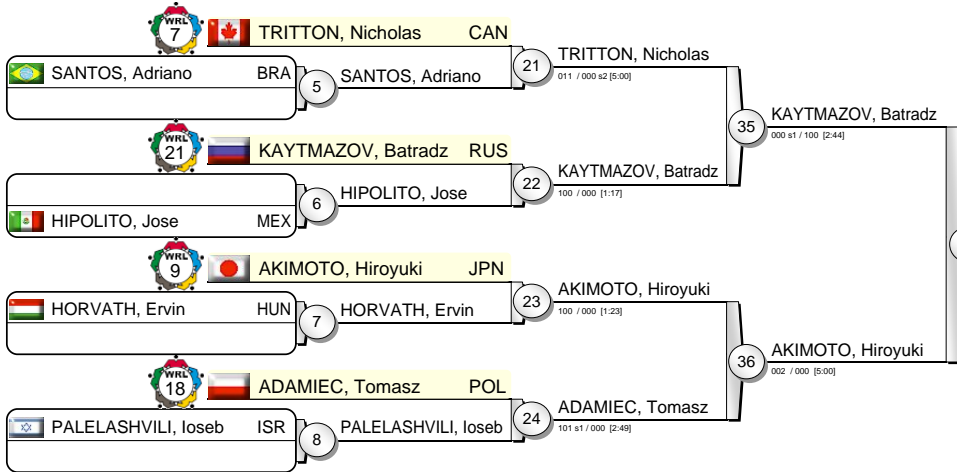 WRL 7 TRITTON, Nicholas CAN
SANTOS, Adriano BRA
5 SANTOS, Adriano
21 TRITTON, Nicholas
011 / 000 s2 [5:00]
WRL 21 KAYTMAZOV, Batradz RUS
HIPOLITO, Jose MEX
6 HIPOLITO, Jose
22 KAYTMAZOV, Batradz
100 / 000 [1:17]
35 KAYTMAZOV, Batradz
000 s1 / 100 [2:44]
WRL 9 AKIMOTO, Hiroyuki JPN
HORVATH, Ervin HUN
7 HORVATH, Ervin
23 AKIMOTO, Hiroyuki
100 / 000 [1:23]
WRL 18 ADAMIEC, Tomasz POL
PALELASHVILI, Ioseb ISR
8 PALELASHVILI, Ioseb
24 ADAMIEC, Tomasz
101 s1 / 000 [2:49]
36 AKIMOTO, Hiroyuki
002 / 000 [5:00]